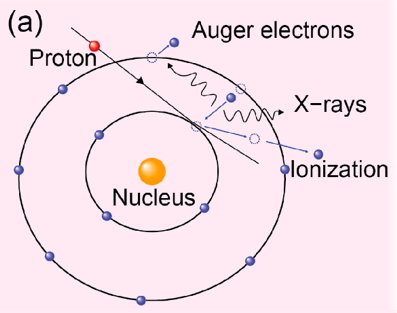 (a)
Auger electrons
Proton
X−rays
Ionization
Nucleus